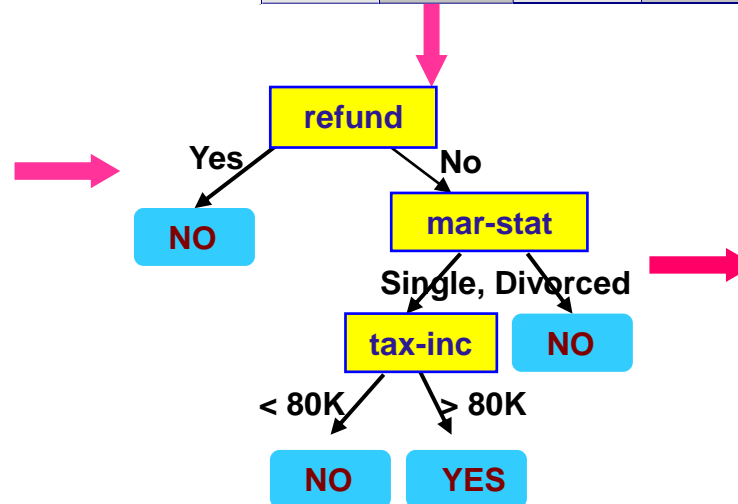 refund
Yes
No
NO
mar-stat
Single, Divorced
tax-inc
NO
< 80K
> 80K
NO
YES